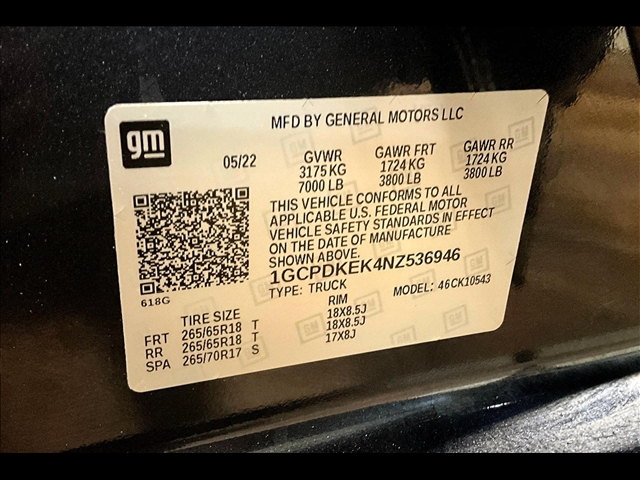 MFD BY GENERAL MOTORS LLC
gm
05/22 GVWR GAWR FRT GAWR RR
3175 KG 1724 KG 1724 KG
7000 LB 3800 LB 3800 LB
THIS VEHICLE CONFORMS TO ALL
APPLICABLE U.S. FEDERAL MOTOR
VEHICLE SAFETY STANDARDS IN EFFECT
ON THE DATE OF MANUFACTURE
SHOWN ABOVE.
1GCPDKEK4NZ536946
618G
TYPE: TRUCK MODEL: 46CK10543
TIRE SIZE RIM
FRT 265/65R18 T 18X8.5J
RR 265/65R18 T 18X8.5J
SPA 265/70R17 S 17X8J